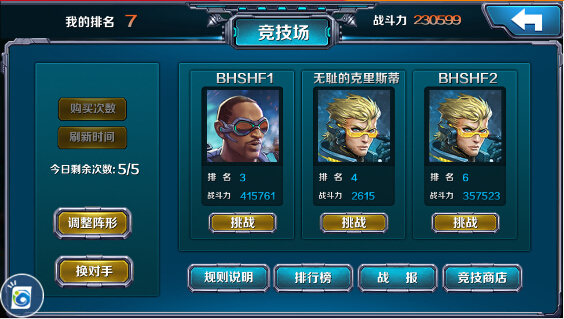 我的排名 7
竞技场
战斗力 230599
购买次数
刷新时间
今日剩余次数:5/5
调整阵形
换对手
BHSHF1
排 名 3
战斗力 415761
挑战
无耻的克里斯蒂
排 名 4
战斗力 2615
挑战
BHSHF2
排 名 6
战斗力 357523
挑战
规则说明
排行榜
战 报
竞技商店